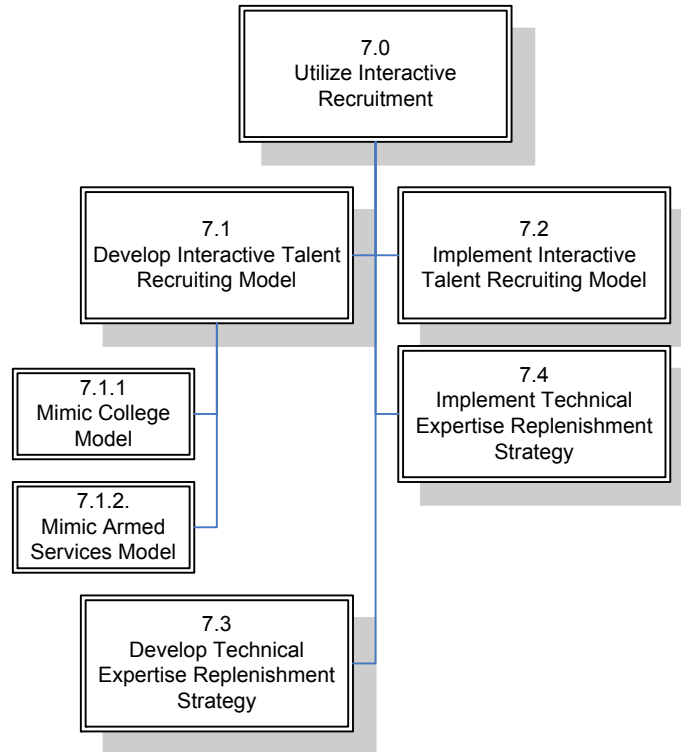 7.0
Utilize Interactive
Recruitment
7.1
Develop Interactive Talent
Recruiting Model
7.2
Implement Interactive
Talent Recruiting Model
7.1.1
Mimic College
Model
7.1.2.
Mimic Armed
Services Model
7.4
Implement Technical
Expertise Replenishment
Strategy
7.3
Develop Technical
Expertise Replenishment
Strategy